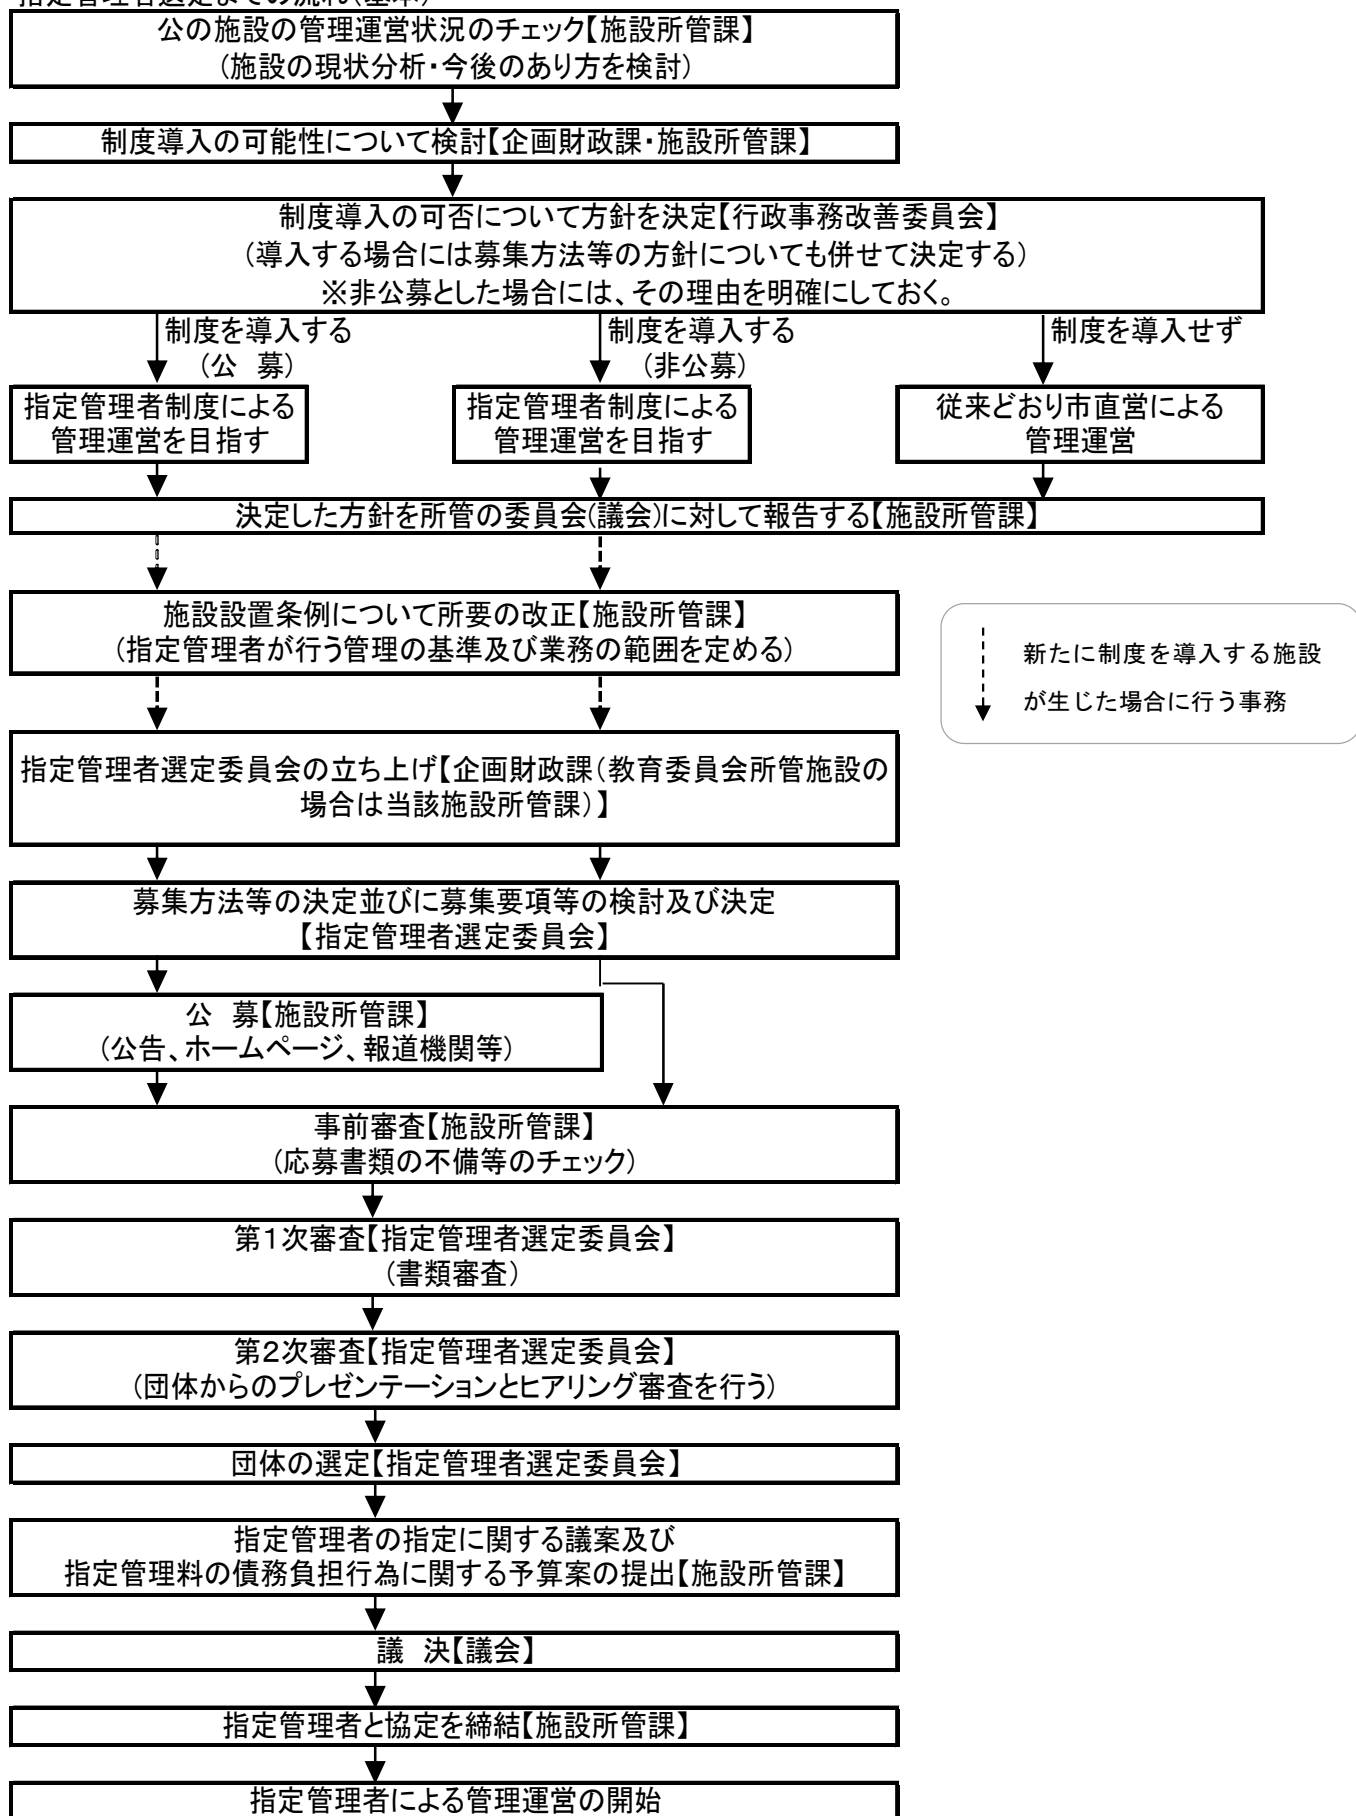 指定管理者選定までの流れ(基本)
公の施設の管理運営状況のチェック【施設所管課】
(施設の現状分析・今後のあり方を検討)
制度導入の可能性について検討【企画財政課・施設所管課】
制度導入の可否について方針を決定【行政事務改善委員会】
(導入する場合には募集方法等の方針についても併せて決定する)
※非公募とした場合には、その理由を明確にしておく。
制度を導入する
(公　募)
制度を導入する
(非公募)
制度を導入せず
指定管理者制度による
管理運営を目指す
指定管理者制度による
管理運営を目指す
従来どおり市直営による
管理運営
決定した方針を所管の委員会(議会)に対して報告する【施設所管課】
施設設置条例について所要の改正【施設所管課】
(指定管理者が行う管理の基準及び業務の範囲を定める)
新たに制度を導入する施設
が生じた場合に行う事務
指定管理者選定委員会の立ち上げ【企画財政課(教育委員会所管施設の
場合は当該施設所管課)】
募集方法等の決定並びに募集要項等の検討及び決定
【指定管理者選定委員会】
公　募【施設所管課】
(公告、ホームページ、報道機関等)
事前審査【施設所管課】
(応募書類の不備等のチェック)
第1次審査【指定管理者選定委員会】
(書類審査)
第2次審査【指定管理者選定委員会】
(団体からのプレゼンテーションとヒアリング審査を行う)
団体の選定【指定管理者選定委員会】
指定管理者の指定に関する議案及び
指定管理料の債務負担行為に関する予算案の提出【施設所管課】
議　決【議会】
指定管理者と協定を締結【施設所管課】
指定管理者による管理運営の開始